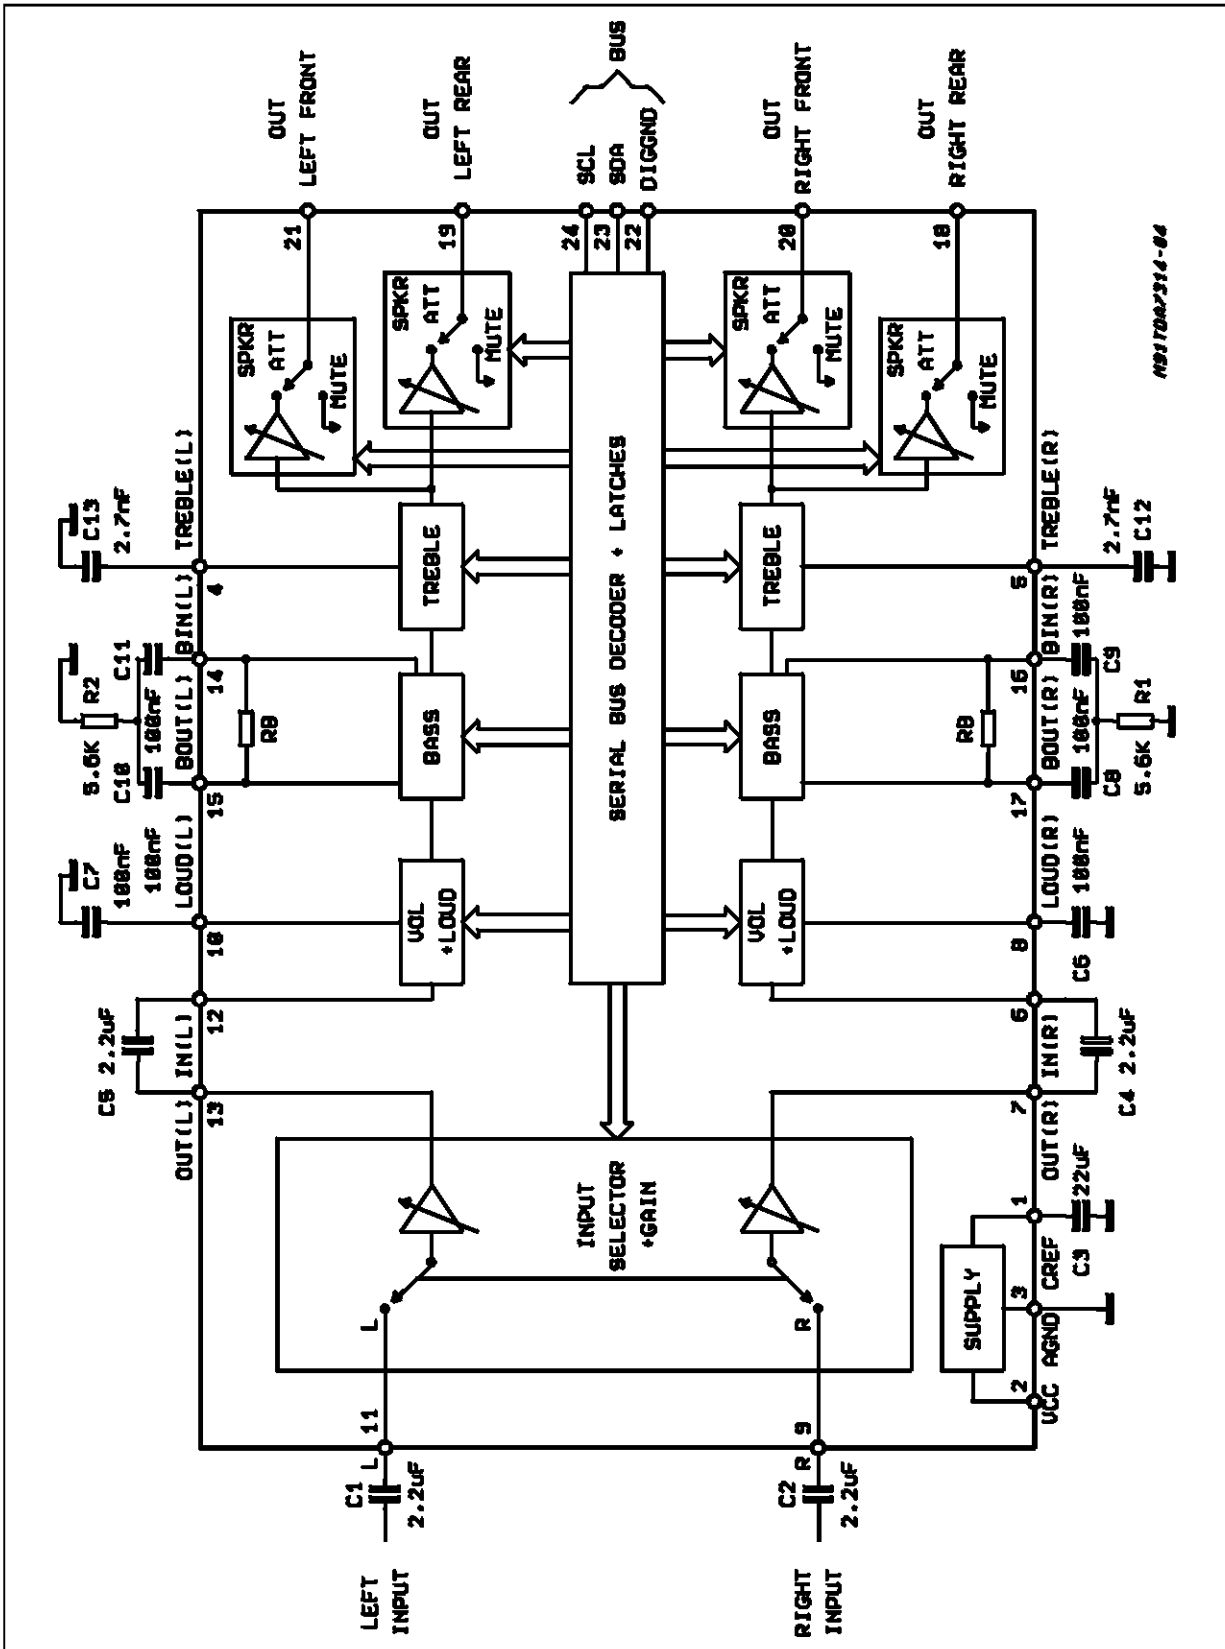 OUT
LEFT FRONT
OUT
LEFT REAR
BUS
SCL
SDA
DIGGND
OUT
RIGHT FRONT
OUT
RIGHT REAR
21
19
24
23
22
20
18
SPKR
ATT
MUTE
SPKR
ATT
MUTE
SPKR
ATT
MUTE
SPKR
ATT
MUTE
C13
2.7nF
TREBLE(L)
4
TREBLE
SERIAL BUS DECODER + LATCHES
TREBLE
5
TREBLE(R)
2.7nF
C12
R2
5.6K
C11
100nF
BIN(L)
14
C10
100nF
BOUT(L)
15
RB
BASS
BASS
RB
16
BIN(R)
100nF
C9
17
BOUT(R)
100nF
C8
R1
5.6K
C7
100nF
LOUD(L)
10
VOL
+LOUD
VOL
+LOUD
8
LOUD(R)
100nF
C6
C5 2.2uF
IN(L)
12
OUT(L)
13
6
IN(R)
7
OUT(R)
C4 2.2uF
INPUT
SELECTOR
+GAIN
L
R
SUPPLY
1
CREF
22uF
C3
3
AGND
2
VCC
11
L
C1
2.2uF
9
R
C2
2.2uF
LEFT
INPUT
RIGHT
INPUT
M91TDA7314-04